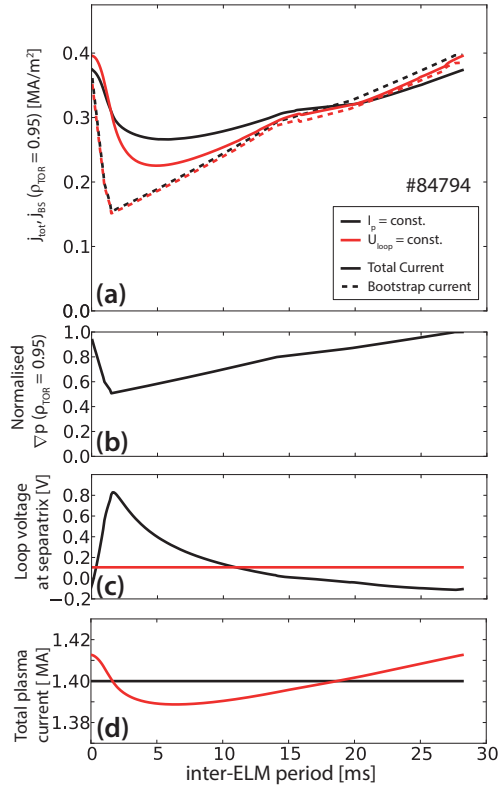 j_tot, j_BS (ρ_TOR = 0.95) [MA/m²]
0.4
0.3
0.2
0.1
0.0
#84794
I_p = const.
U_loop = const.
Total Current
Bootstrap current
(a)
Normalised
∇p (ρ_TOR = 0.95)
1.0
0.8
0.6
0.4
0.2
0.0
(b)
Loop voltage
at separatrix [V]
0.8
0.6
0.4
0.2
0.0
−0.2
(c)
Total plasma
current [MA]
1.42
1.40
1.38
(d)
0 5 10 15 20 25 30
inter-ELM period [ms]